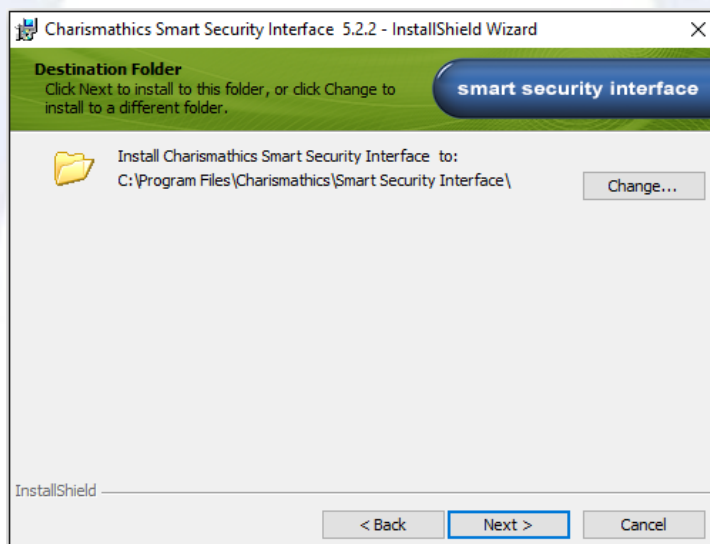 Charismathics Smart Security Interface 5.2.2 - InstallShield Wizard
Destination Folder
Click Next to install to this folder, or click Change to
install to a different folder.
smart security interface
Install Charismathics Smart Security Interface to:
C:\Program Files\Charismathics\Smart Security Interface\
Change...
InstallShield
< Back
Next >
Cancel